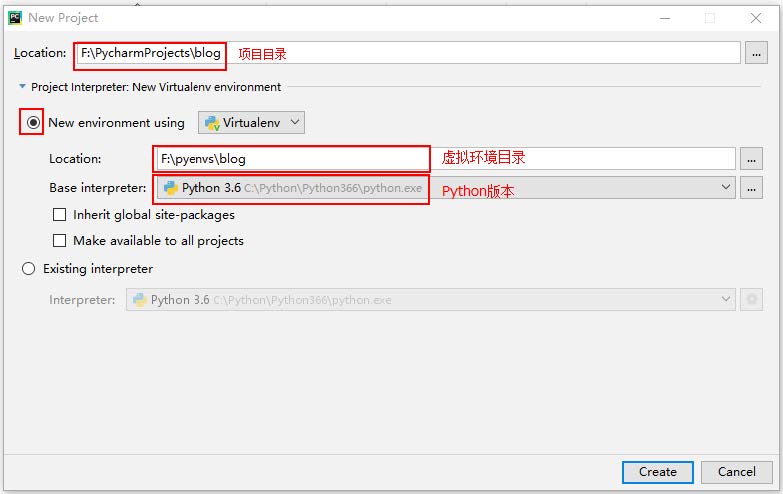 New Project
Location: F:\PycharmProjects\blog 项目目录 ...
Project Interpreter: New Virtualenv environment
New environment using Virtualenv
Location: F:\pyenvs\blog 虚拟环境目录 ...
Base interpreter: Python 3.6 C:\Python\Python366\python.exe Python版本 ...
Inherit global site-packages
Make available to all projects
Existing interpreter
Interpreter: Python 3.6 C:\Python\Python366\python.exe
Create Cancel